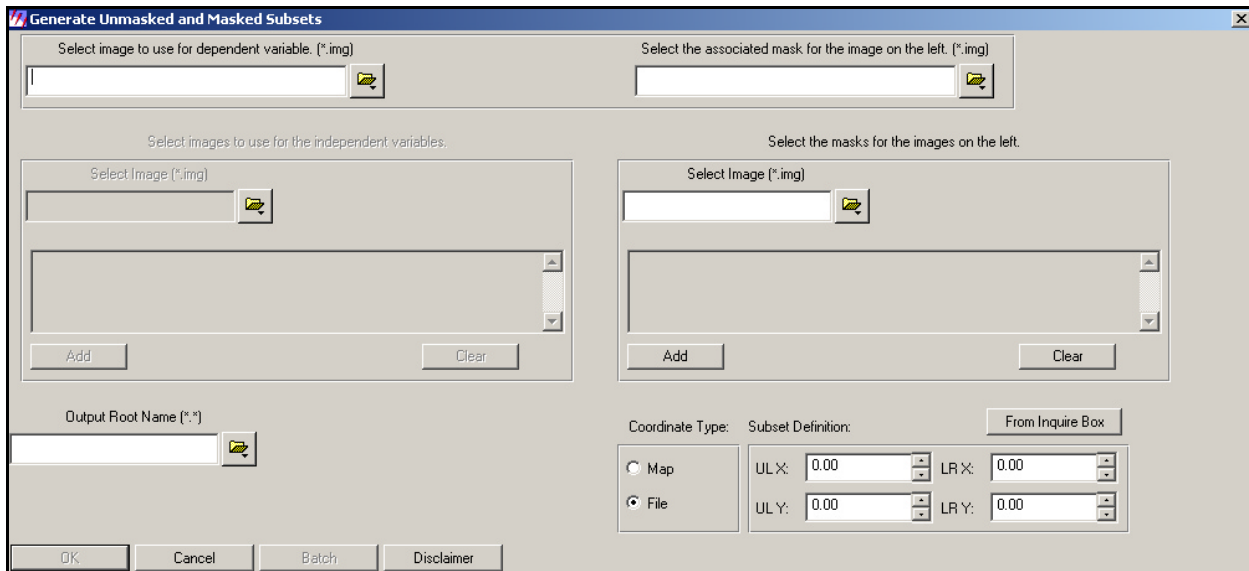 Generate Unmasked and Masked Subsets
Select image to use for dependent variable. (*.img)
Select the associated mask for the image on the left. (*.img)
Select images to use for the independent variables.
Select the masks for the images on the left.
Select Image (*.img)
Select Image (*.img)
Add
Clear
Add
Clear
Output Root Name (*.*)
Coordinate Type:
Subset Definition:
From Inquire Box
Map
File
UL X: 0.00
LR X: 0.00
UL Y: 0.00
LR Y: 0.00
OK
Cancel
Batch
Disclaimer